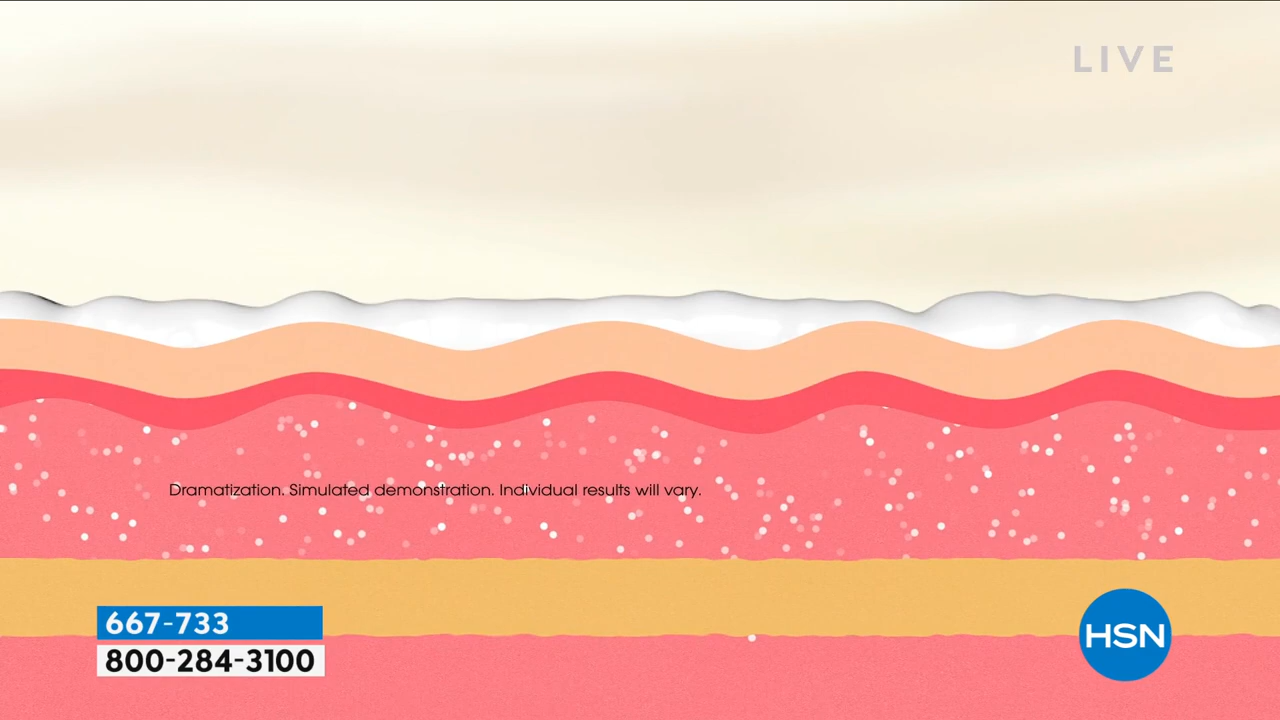 LIVE
Dramatization. Simulated demonstration. Individual results will vary.
667-733
800-284-3100
HSN